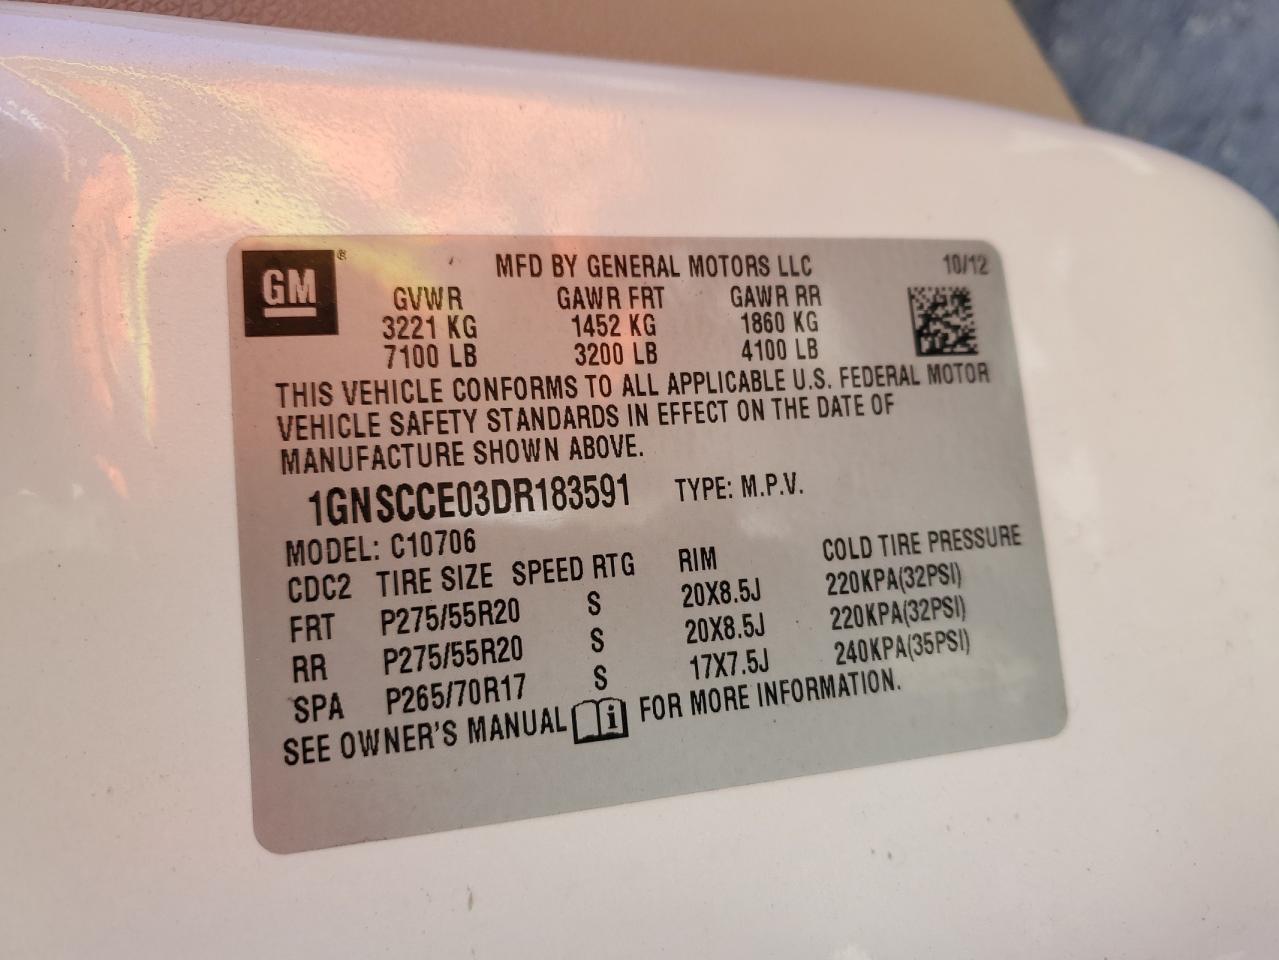 GM ®
MFD BY GENERAL MOTORS LLC 10/12
GVWR GAWR FRT GAWR RR
3221 KG 1452 KG 1860 KG
7100 LB 3200 LB 4100 LB
THIS VEHICLE CONFORMS TO ALL APPLICABLE U.S. FEDERAL MOTOR
VEHICLE SAFETY STANDARDS IN EFFECT ON THE DATE OF
MANUFACTURE SHOWN ABOVE.
1GNSCCE03DR183591 TYPE: M.P.V.
MODEL: C10706
CDC2 TIRE SIZE SPEED RTG RIM COLD TIRE PRESSURE
FRT P275/55R20 S 20X8.5J 220KPA(32PSI)
RR P275/55R20 S 20X8.5J 220KPA(32PSI)
SPA P265/70R17 S 17X7.5J 240KPA(35PSI)
SEE OWNER'S MANUAL i FOR MORE INFORMATION.